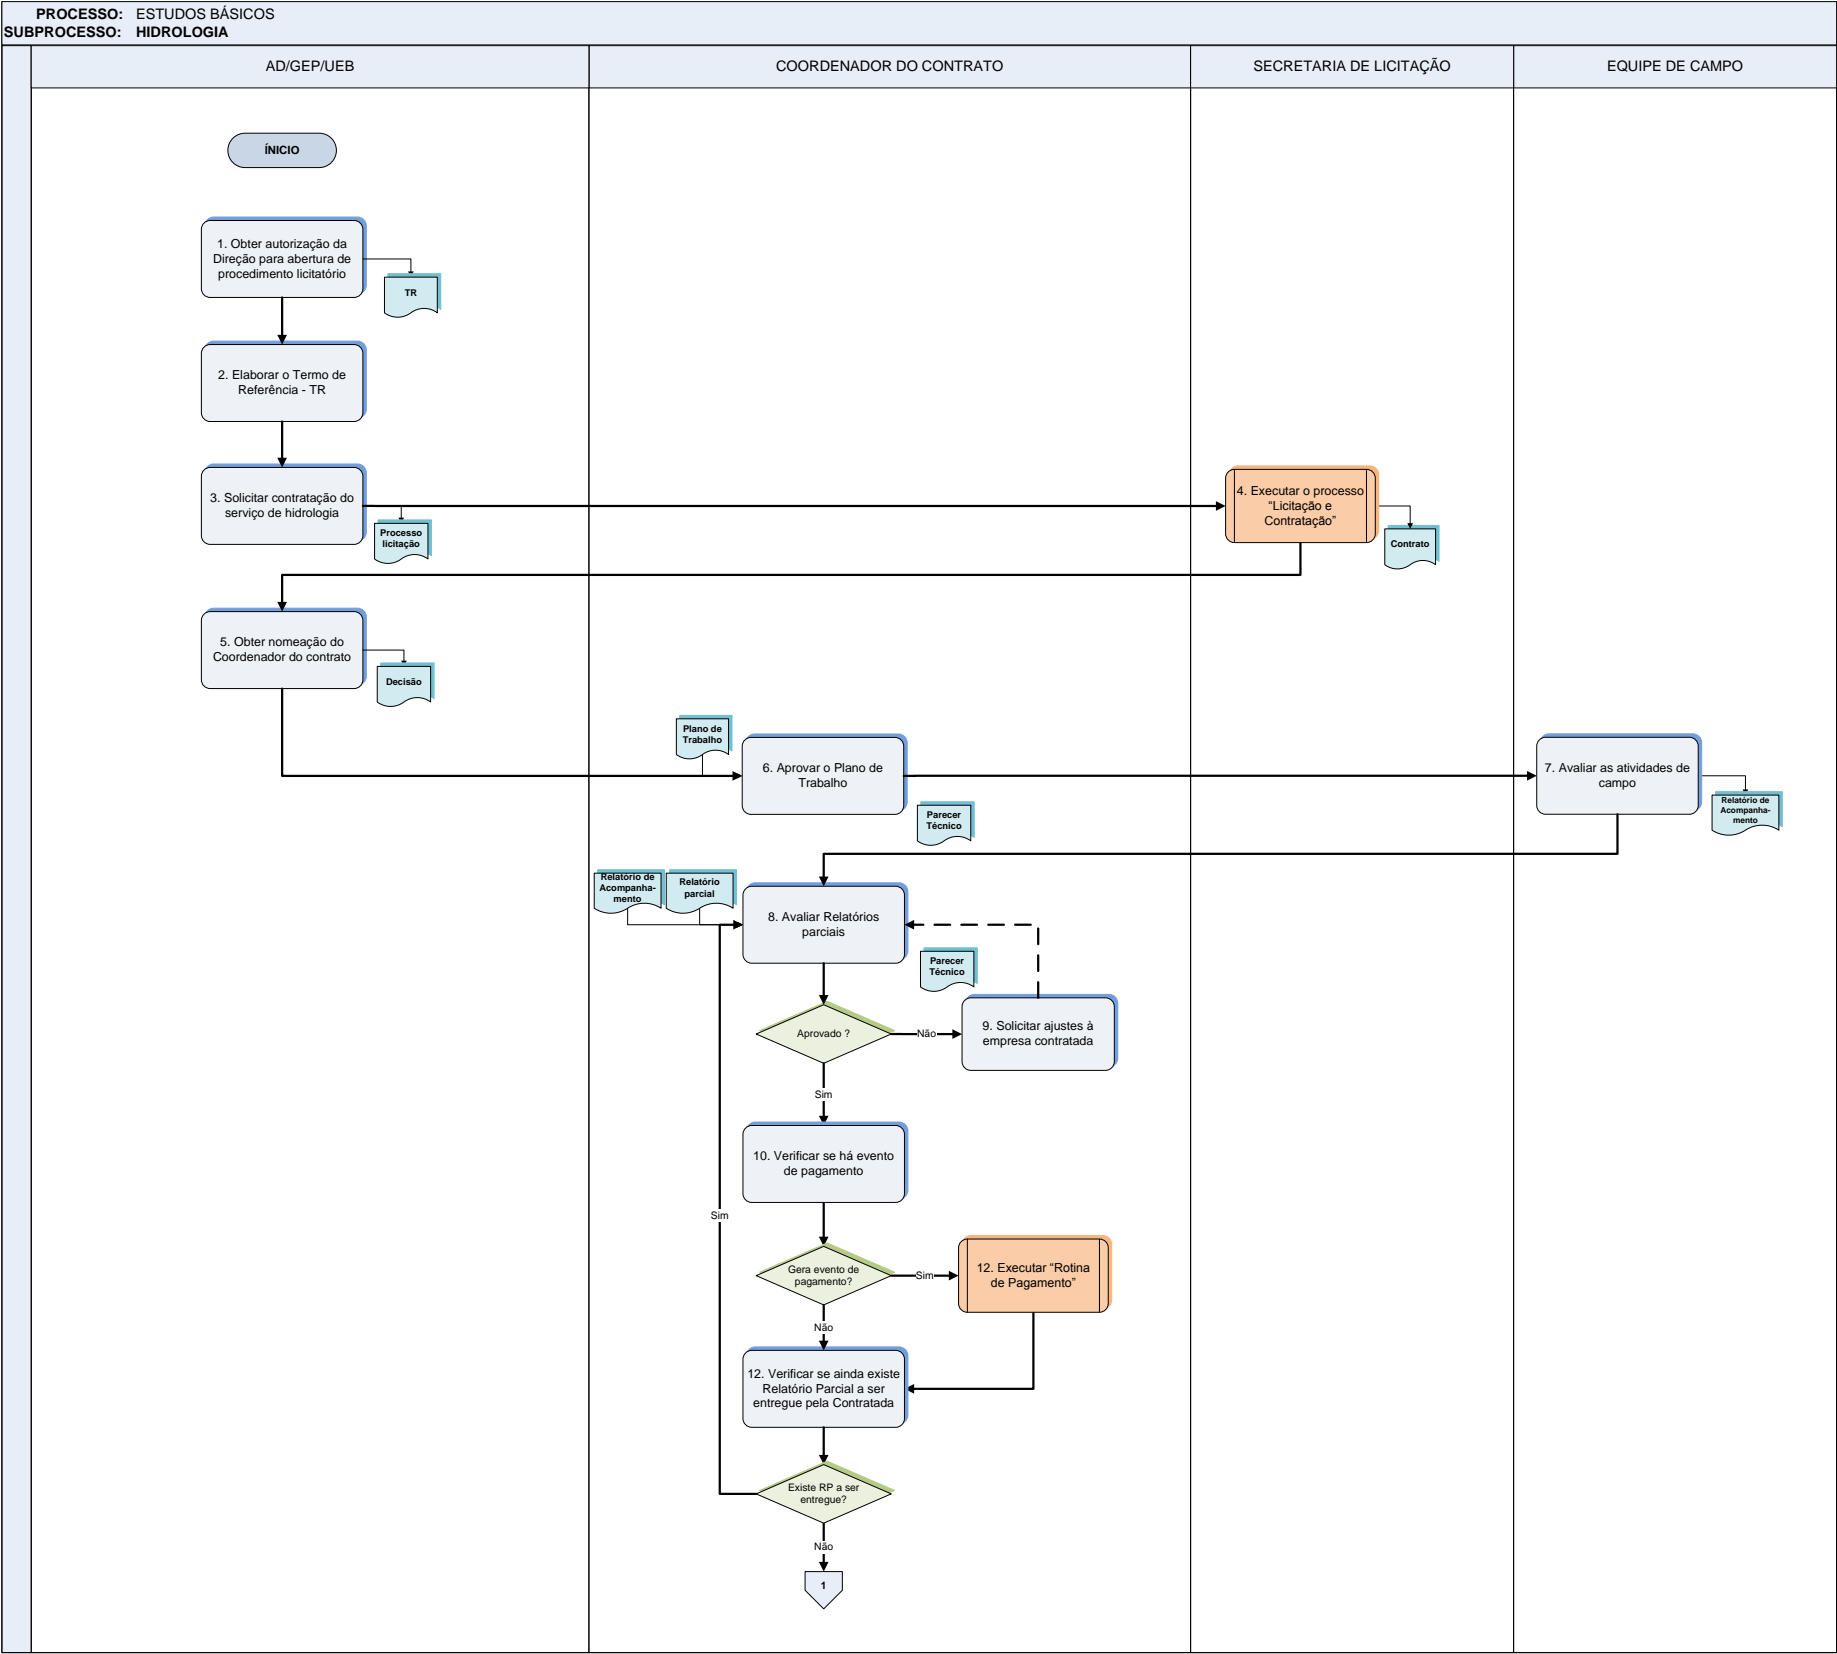 PROCESSO: ESTUDOS BÁSICOS
SUBPROCESSO: HIDROLOGIA
AD/GEP/UEB
COORDENADOR DO CONTRATO
SECRETARIA DE LICITAÇÃO
EQUIPE DE CAMPO
ÍNICIO
1. Obter autorização da
Direção para abertura de
procedimento licitatório
TR
2. Elaborar o Termo de
Referência - TR
3. Solicitar contratação do
serviço de hidrologia
Processo
licitação
4. Executar o processo
“Licitação e
Contratação”
Contrato
5. Obter nomeação do
Coordenador do contrato
Decisão
Plano de
Trabalho
6. Aprovar o Plano de
Trabalho
Parecer
Técnico
7. Avaliar as atividades de
campo
Relatório de
Acompanha-
mento
Relatório de
Acompanha-
mento
Relatório
parcial
8. Avaliar Relatórios
parciais
Parecer
Técnico
Aprovado ?
Não
9. Solicitar ajustes à
empresa contratada
Sim
10. Verificar se há evento
de pagamento
Sim
Gera evento de
pagamento?
Sim
12. Executar “Rotina
de Pagamento”
Não
12. Verificar se ainda existe
Relatório Parcial a ser
entregue pela Contratada
Existe RP a ser
entregue?
Não
1